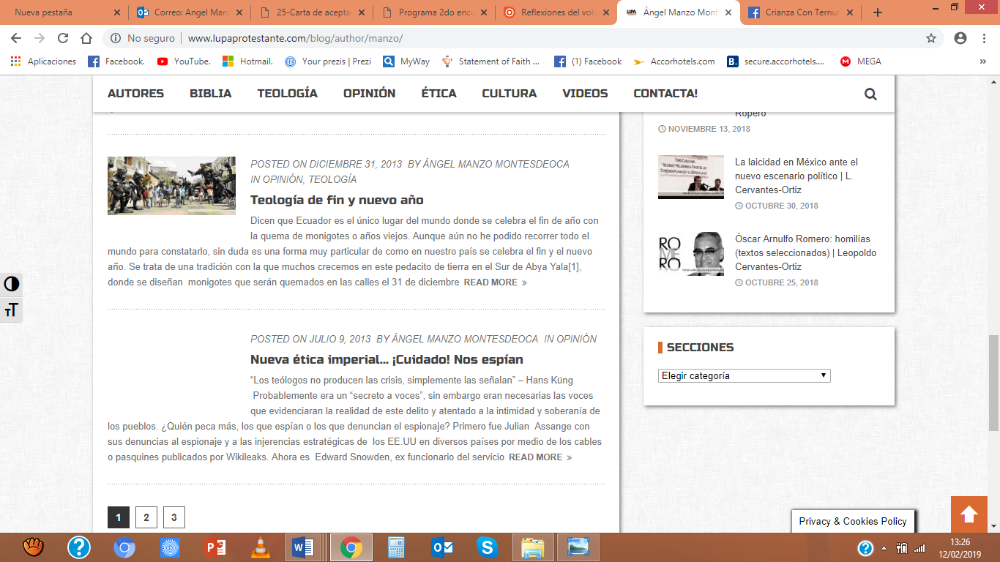 Nueva pestaña
Correo: Angel Manz
25-Carta de acepta
Programa 2do enc
Reflexiones del vol
Ángel Manzo Mont
Crianza Con Ternur
No seguro | www.lupaprotestante.com/blog/author/manzo/
Aplicaciones
Facebook.
YouTube.
Hotmail.
Your prezis | Prezi
MyWay
Statement of Faith ...
(1) Facebook
Accorhotels.com
secure.accorhotels....
MEGA
»
AUTORES BIBLIA TEOLOGÍA OPINIÓN ÉTICA CULTURA VIDEOS CONTACTA!
POSTED ON DICIEMBRE 31, 2013 BY ÁNGEL MANZO MONTESDEOCA
IN OPINIÓN, TEOLOGÍA
Teología de fin y nuevo año
Dicen que Ecuador es el único lugar del mundo donde se celebra el fin de año con
la quema de monigotes o años viejos. Aunque aún no he podido recorrer todo el
mundo para constatarlo, sin duda es una forma muy particular de como en nuestro país se celebra el fin y el nuevo
año. Se trata de una tradición con la que muchos crecemos en este pedacito de tierra en el Sur de Abya Yala[1],
donde se diseñan monigotes que serán quemados en las calles el 31 de diciembre READ MORE »
POSTED ON JULIO 9, 2013 BY ÁNGEL MANZO MONTESDEOCA IN OPINIÓN
Nueva ética imperial... ¡Cuidado! Nos espían
“Los teólogos no producen las crisis, simplemente las señalan” – Hans Küng
Probablemente era un “secreto a voces”, sin embargo eran necesarias las voces
que evidenciaran la realidad de este delito y atentado a la intimidad y soberanía de
los pueblos. ¿Quién peca más, los que espían o los que denuncian el espionaje? Primero fue Julian Assange con
sus denuncias al espionaje y a las injerencias estratégicas de los EE.UU en diversos países por medio de los cables
o pasquines publicados por Wikileaks. Ahora es Edward Snowden, ex funcionario del servicio READ MORE »
1 2 3
Ropero
NOVIEMBRE 13, 2018
La laicidad en México ante el
nuevo escenario político | L.
Cervantes-Ortiz
OCTUBRE 30, 2018
ROMERO
Óscar Arnulfo Romero: homilías
(textos seleccionados) | Leopoldo
Cervantes-Ortiz
OCTUBRE 25, 2018
SECCIONES
Elegir categoría
Privacy & Cookies Policy
TT
13:26
12/02/2019